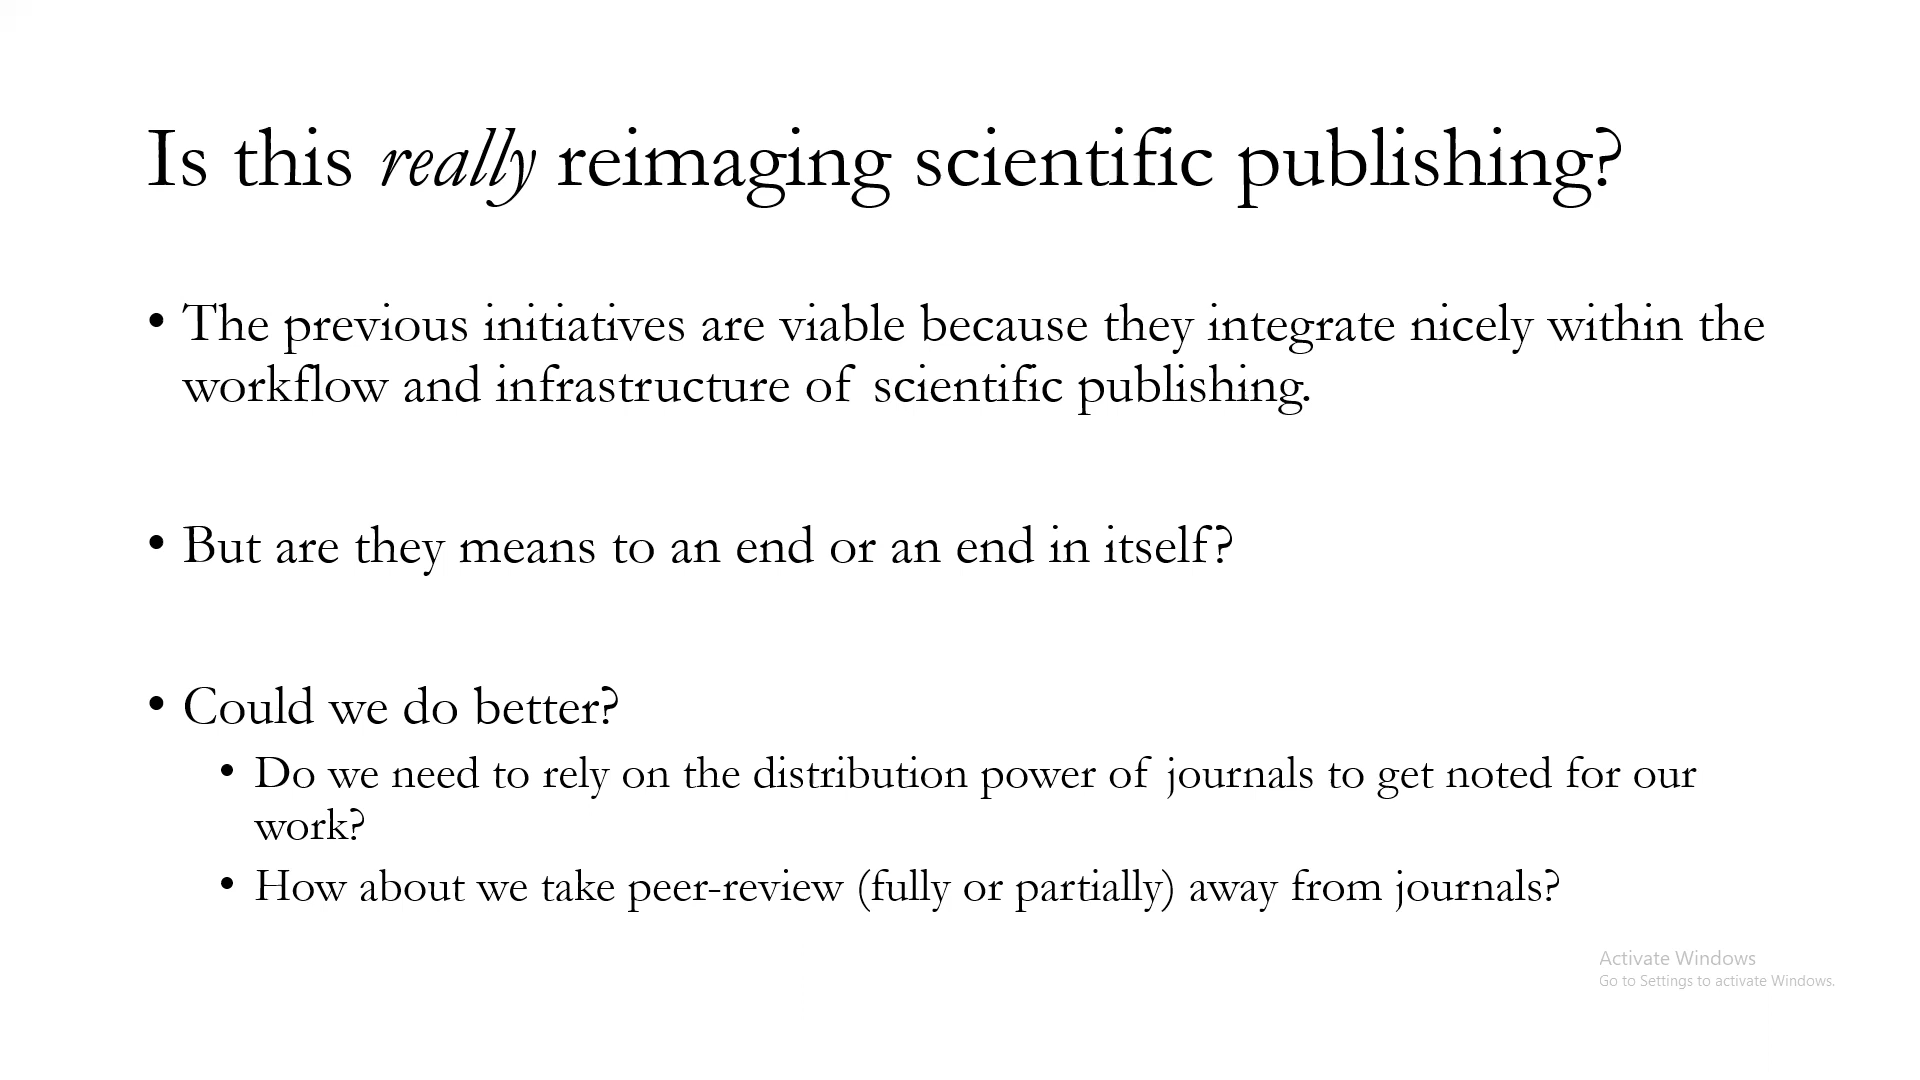 Is this really reimaging scientific publishing?
• The previous initiatives are viable because they integrate nicely within the
workflow and infrastructure of scientific publishing.
• But are they means to an end or an end in itself?
• Could we do better?
• Do we need to rely on the distribution power of journals to get noted for our
work?
• How about we take peer-review (fully or partially) away from journals?
Activate Windows
Go to Settings to activate Windows.